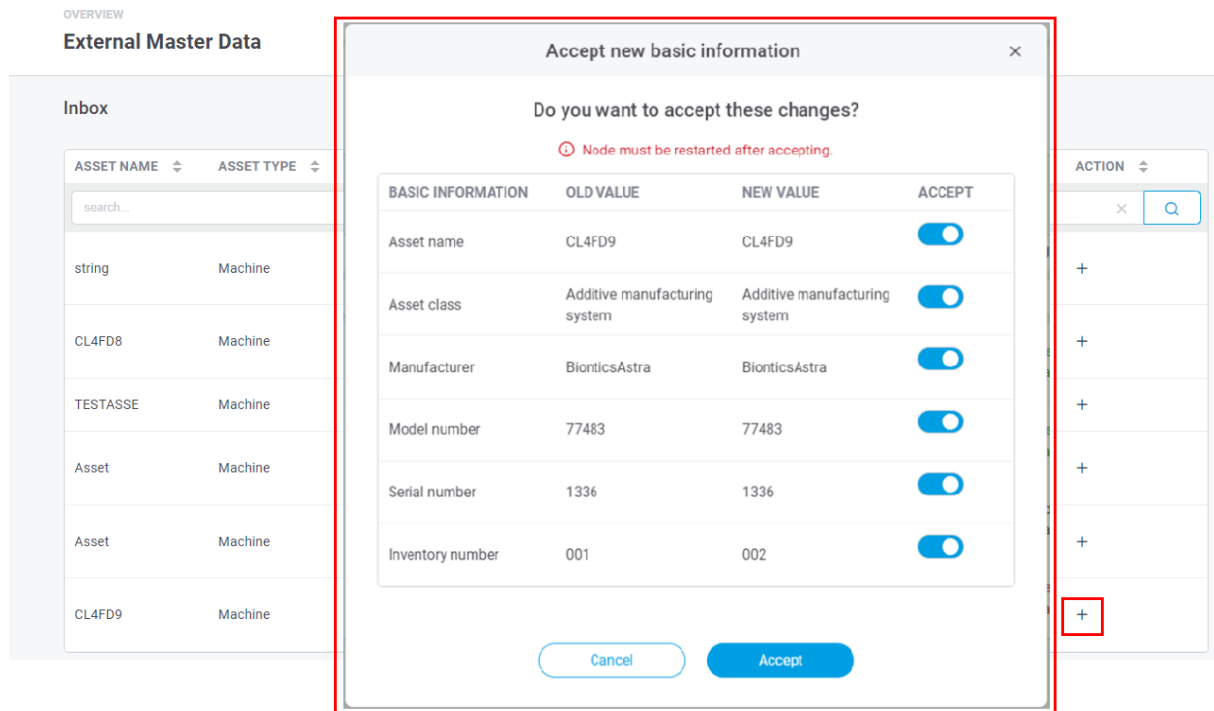 OVERVIEW
External Master Data
Inbox
ASSET NAME ASSET TYPE ACTION
search...
string Machine
CL4FD8 Machine
TESTASSE Machine
Asset Machine
Asset Machine
CL4FD9 Machine
Accept new basic information
Do you want to accept these changes?
Node must be restarted after accepting.
BASIC INFORMATION OLD VALUE NEW VALUE ACCEPT
Asset name CL4FD9 CL4FD9
Asset class Additive manufacturing system Additive manufacturing system
Manufacturer BionticsAstra BionticsAstra
Model number 77483 77483
Serial number 1336 1336
Inventory number 001 002
Cancel Accept